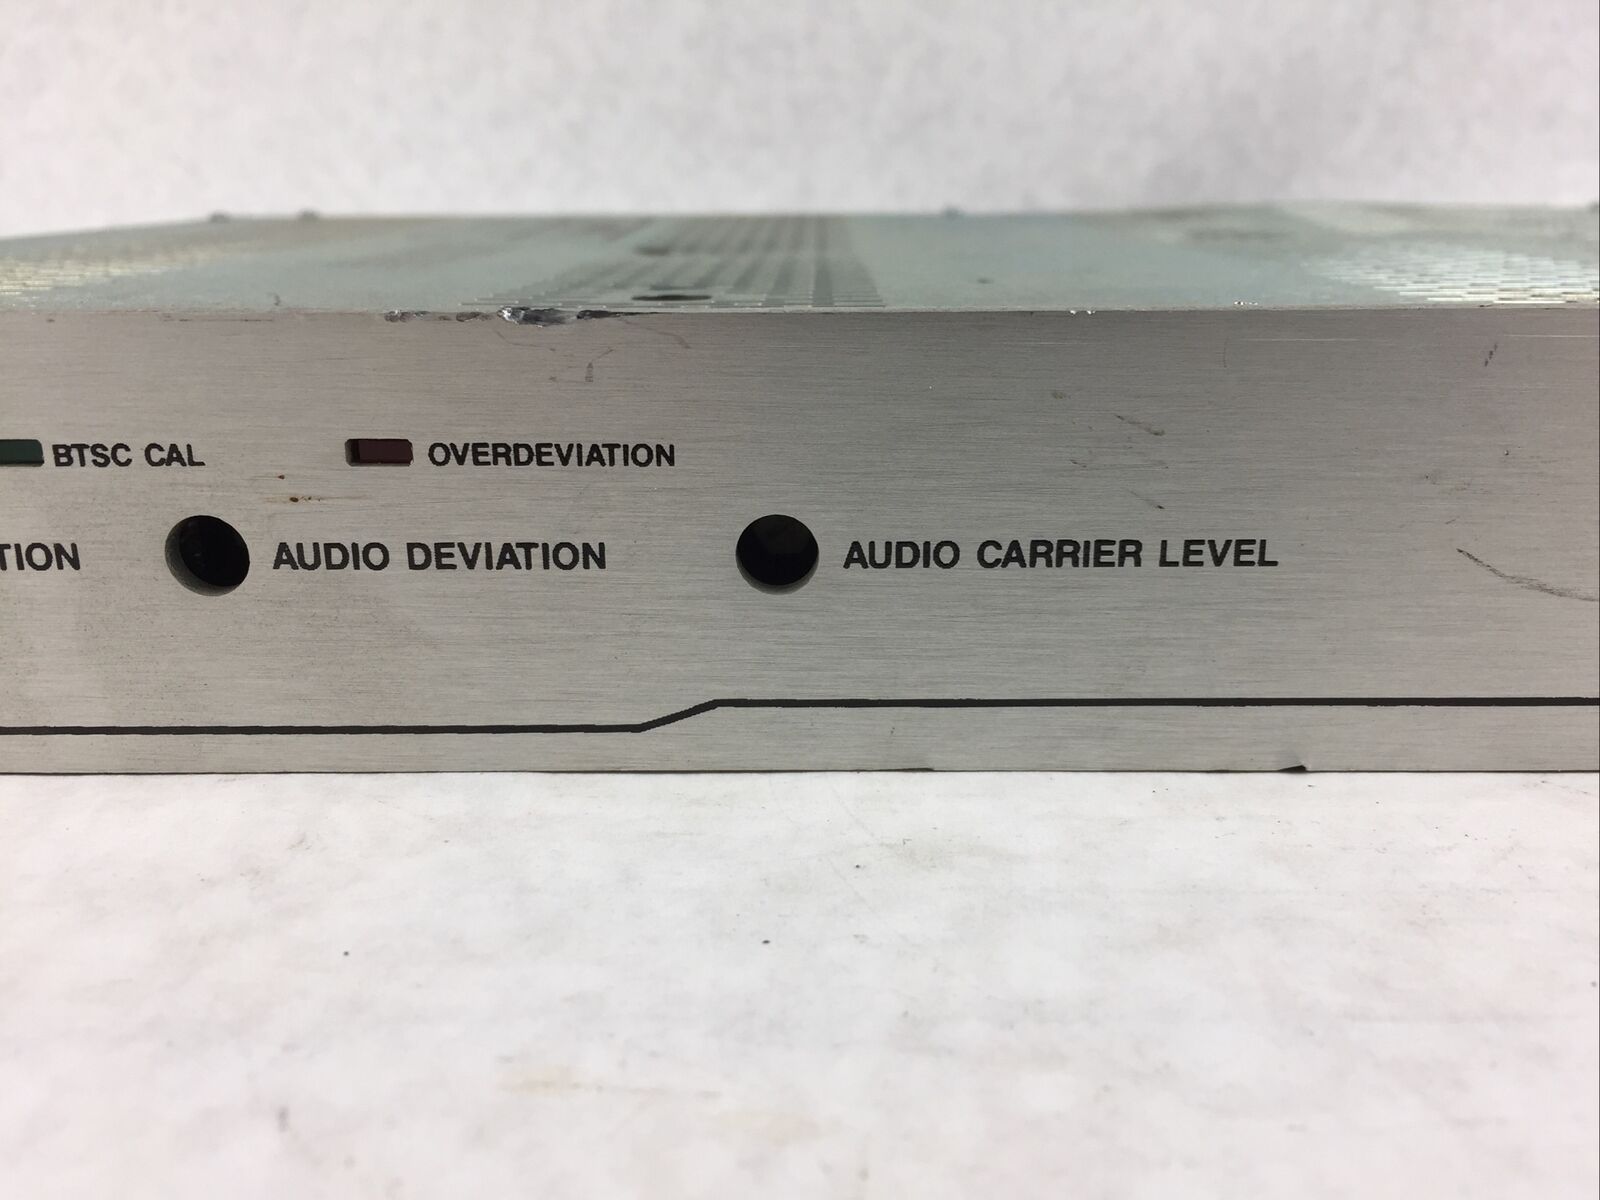 BTSC CAL
OVERDEVIATION
TION
AUDIO DEVIATION
AUDIO CARRIER LEVEL